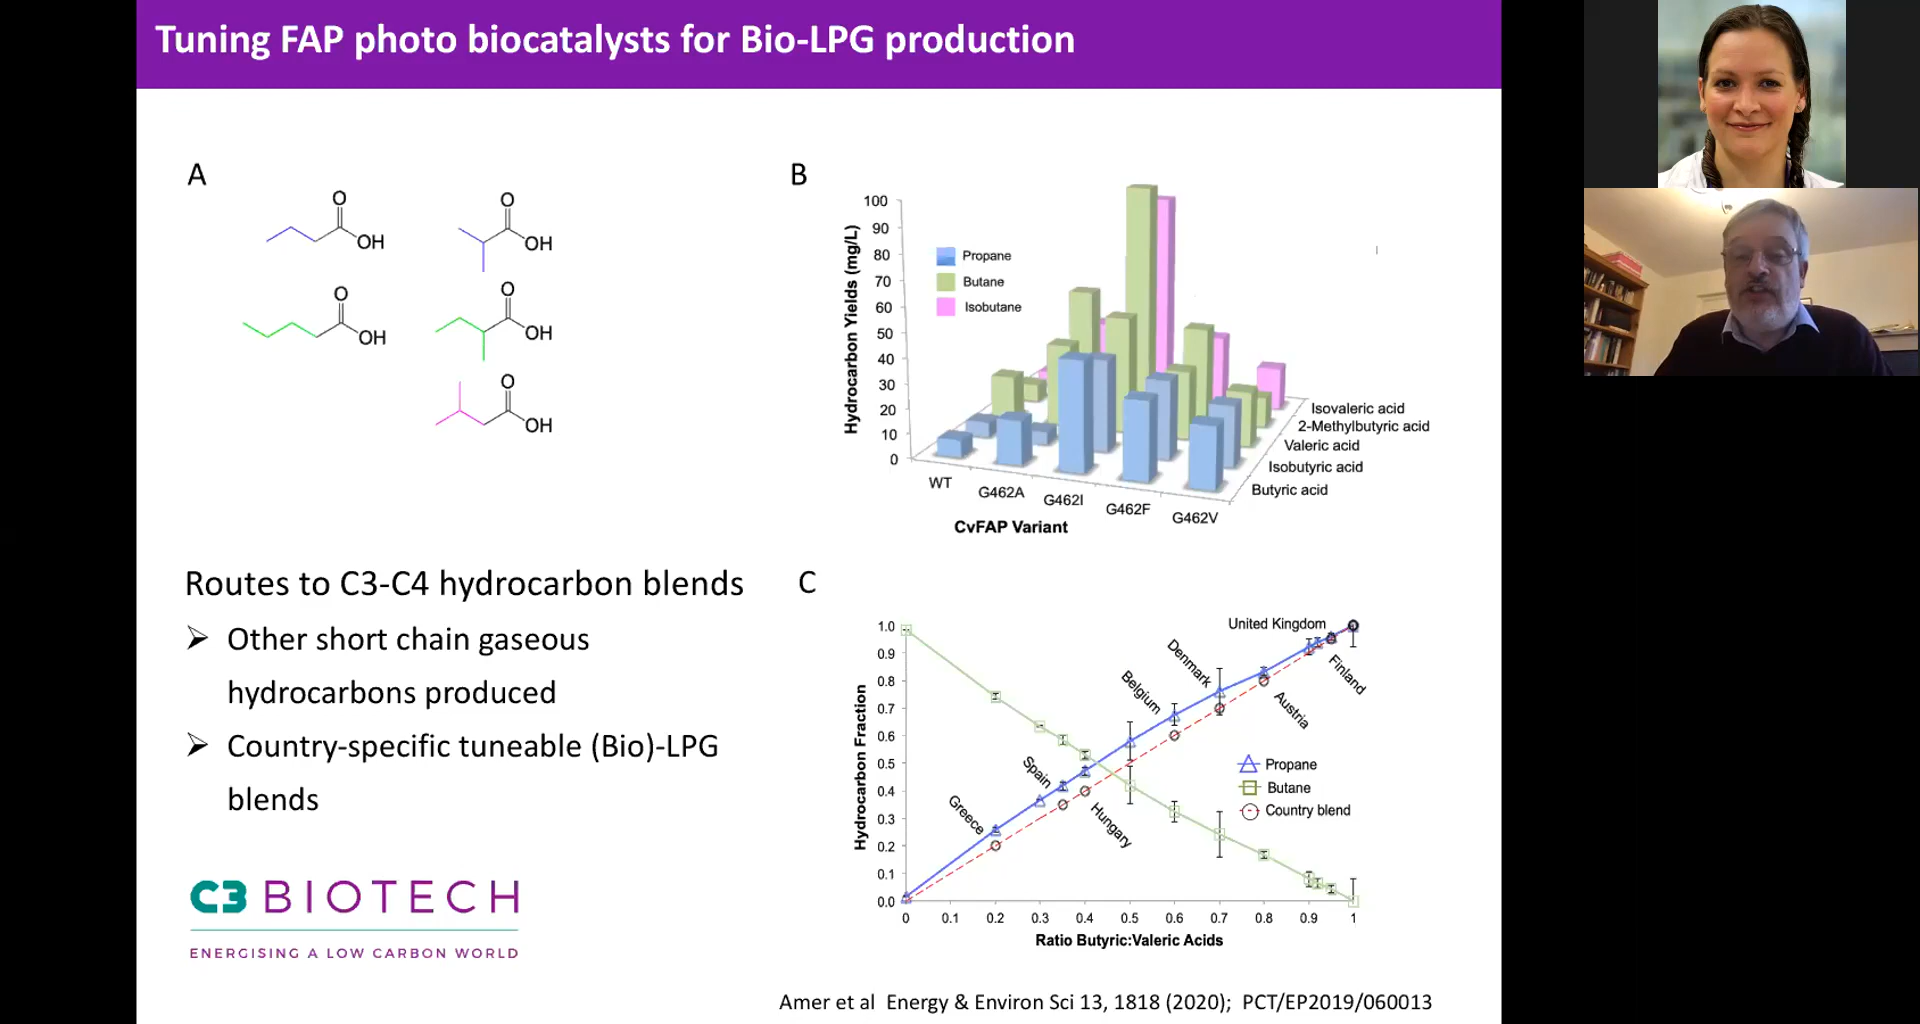 Tuning FAP photo biocatalysts for Bio-LPG production
A
O
OH
O
OH
O
OH
O
OH
O
OH
B
Hydrocarbon Yields (mg/L)
100
90
80
70
60
50
40
30
20
10
0
Propane
Butane
Isobutane
Isovaleric acid
2-Methylbutyric acid
Valeric acid
Isobutyric acid
Butyric acid
WT
G462A
G462I
G462F
G462V
CvFAP Variant
Routes to C3-C4 hydrocarbon blends
➢ Other short chain gaseous
hydrocarbons produced
➢ Country-specific tuneable (Bio)-LPG
blends
C3 BIOTECH
ENERGISING A LOW CARBON WORLD
C
Hydrocarbon Fraction
1.0
0.9
0.8
0.7
0.6
0.5
0.4
0.3
0.2
0.1
0.0
United Kingdom
Finland
Denmark
Austria
Belgium
Spain
Hungary
Greece
Propane
Butane
Country blend
0 0.1 0.2 0.3 0.4 0.5 0.6 0.7 0.8 0.9 1
Ratio Butyric:Valeric Acids
Amer et al Energy & Environ Sci 13, 1818 (2020); PCT/EP2019/060013